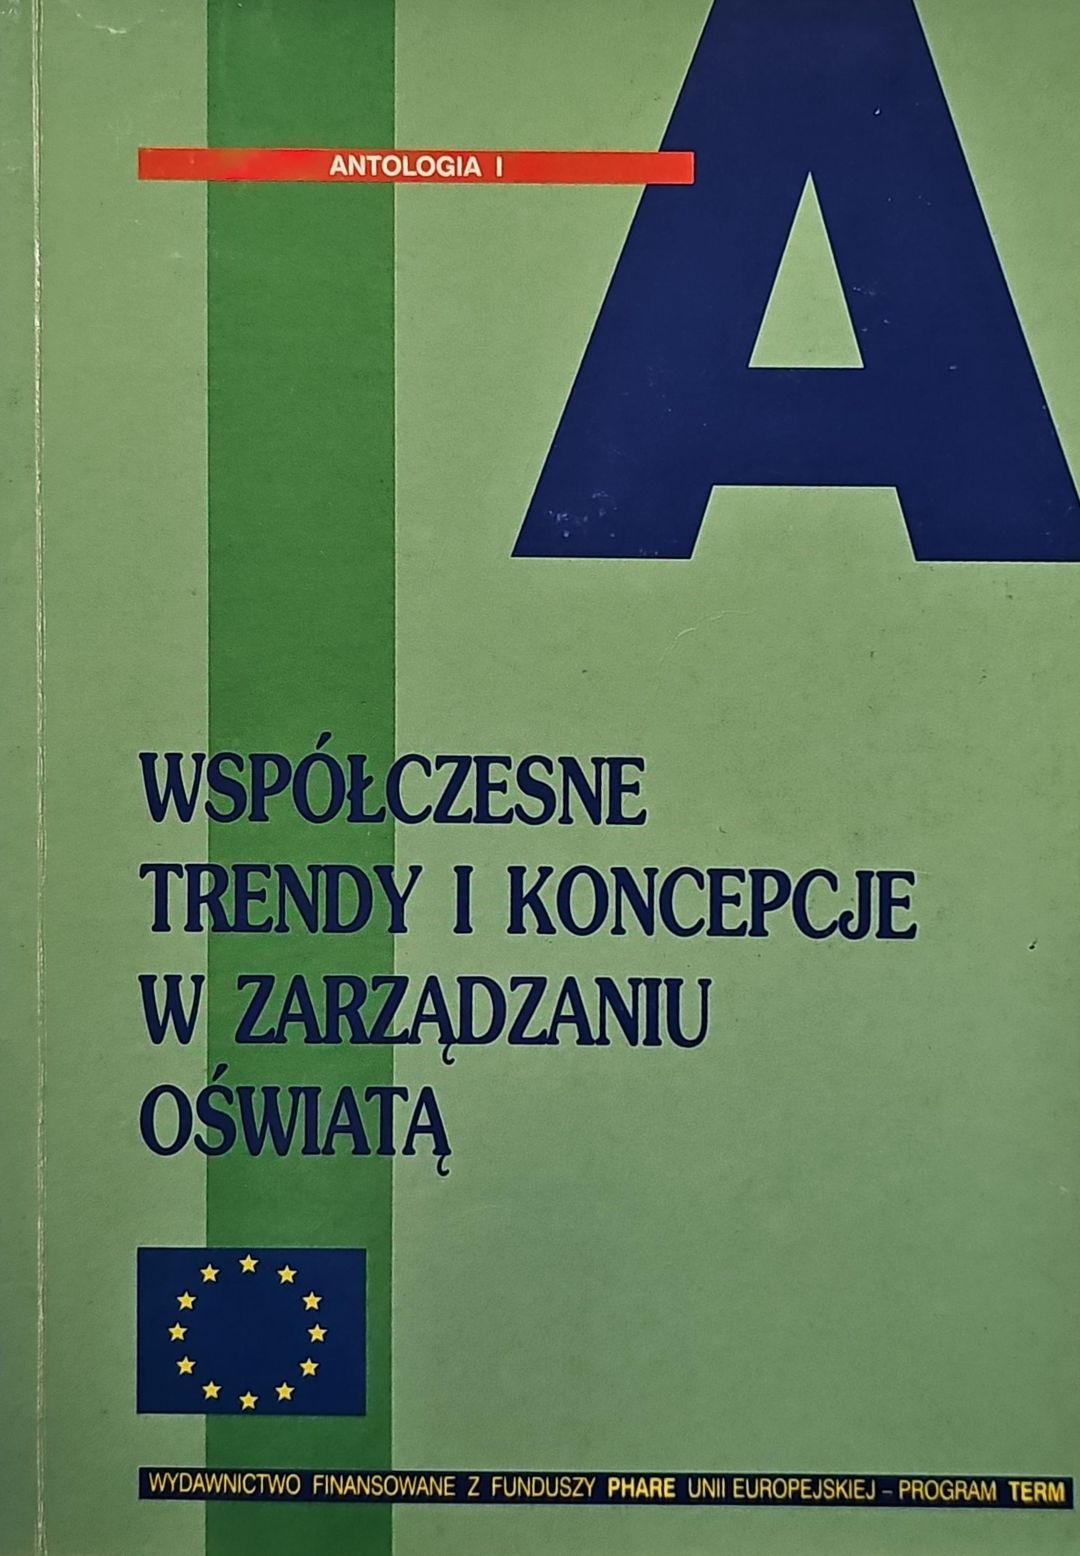 A
ANTOLOGIA I
WSPÓŁCZESNE
TRENDY I KONCEPCJE
W ZARZĄDZANIU
OŚWIATĄ
WYDAWNICTWO FINANSOWANE Z FUNDUSZY PHARE UNII EUROPEJSKIEJ – PROGRAM TERM